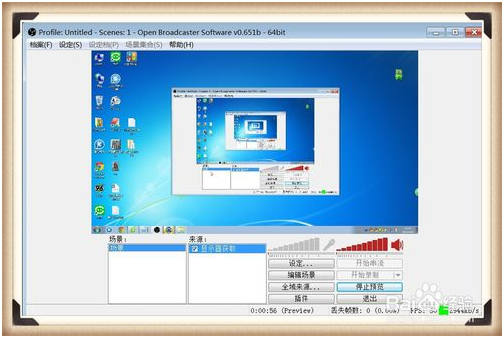 Profile: Untitled - Scenes: 1 - Open Broadcaster Software v0.651b - 64bit
档案(F) 设定(S) 设定档(P) 场景集合(S) 帮助(H)
场景: 来源:
场景 显示器获取
设定... 开始串流
编辑场景 开始录制
全域来源... 停止预览
插件 退出
0:00:56 (Preview) 丢失帧数: 0 (0.00%) FPS: 30 2944kb/s
Baidu 经验